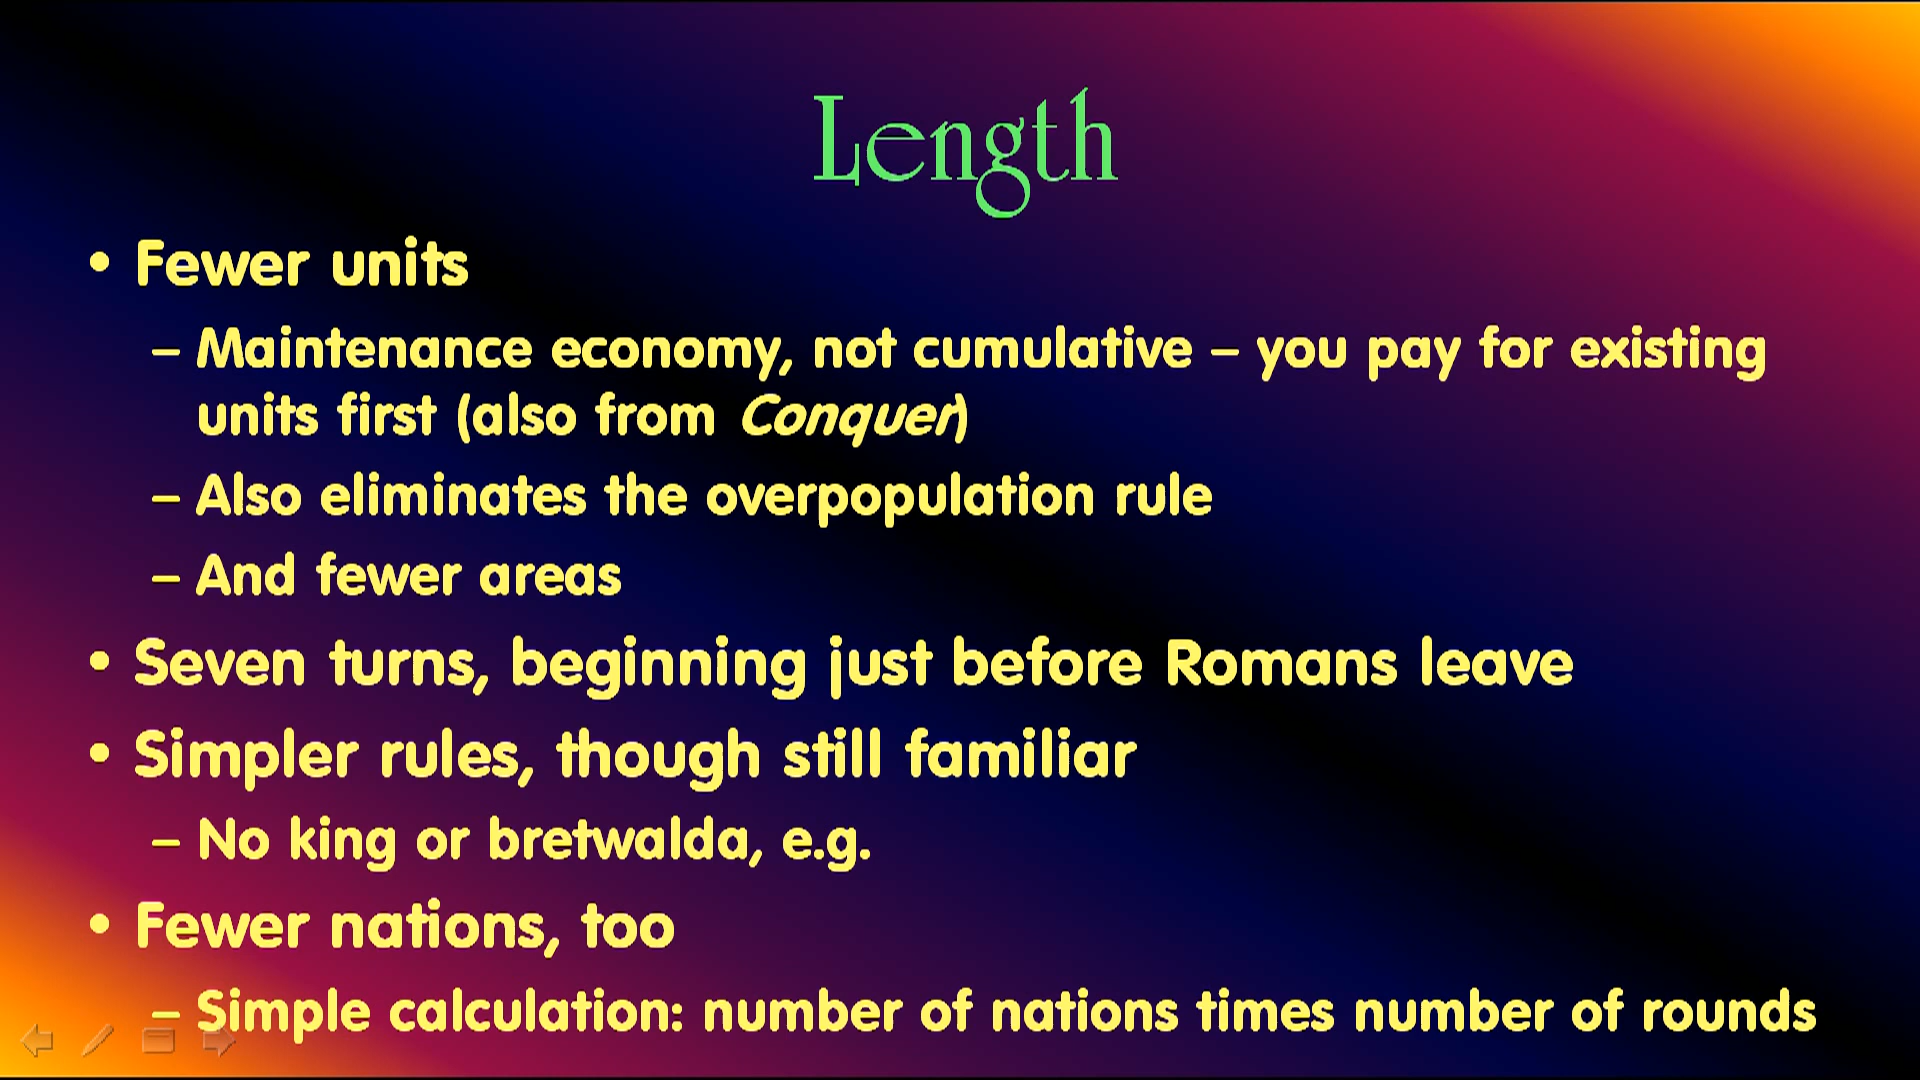 Length
• Fewer units
– Maintenance economy, not cumulative – you pay for existing
units first (also from Conquer)
– Also eliminates the overpopulation rule
– And fewer areas
• Seven turns, beginning just before Romans leave
• Simpler rules, though still familiar
– No king or bretwalda, e.g.
• Fewer nations, too
– Simple calculation: number of nations times number of rounds